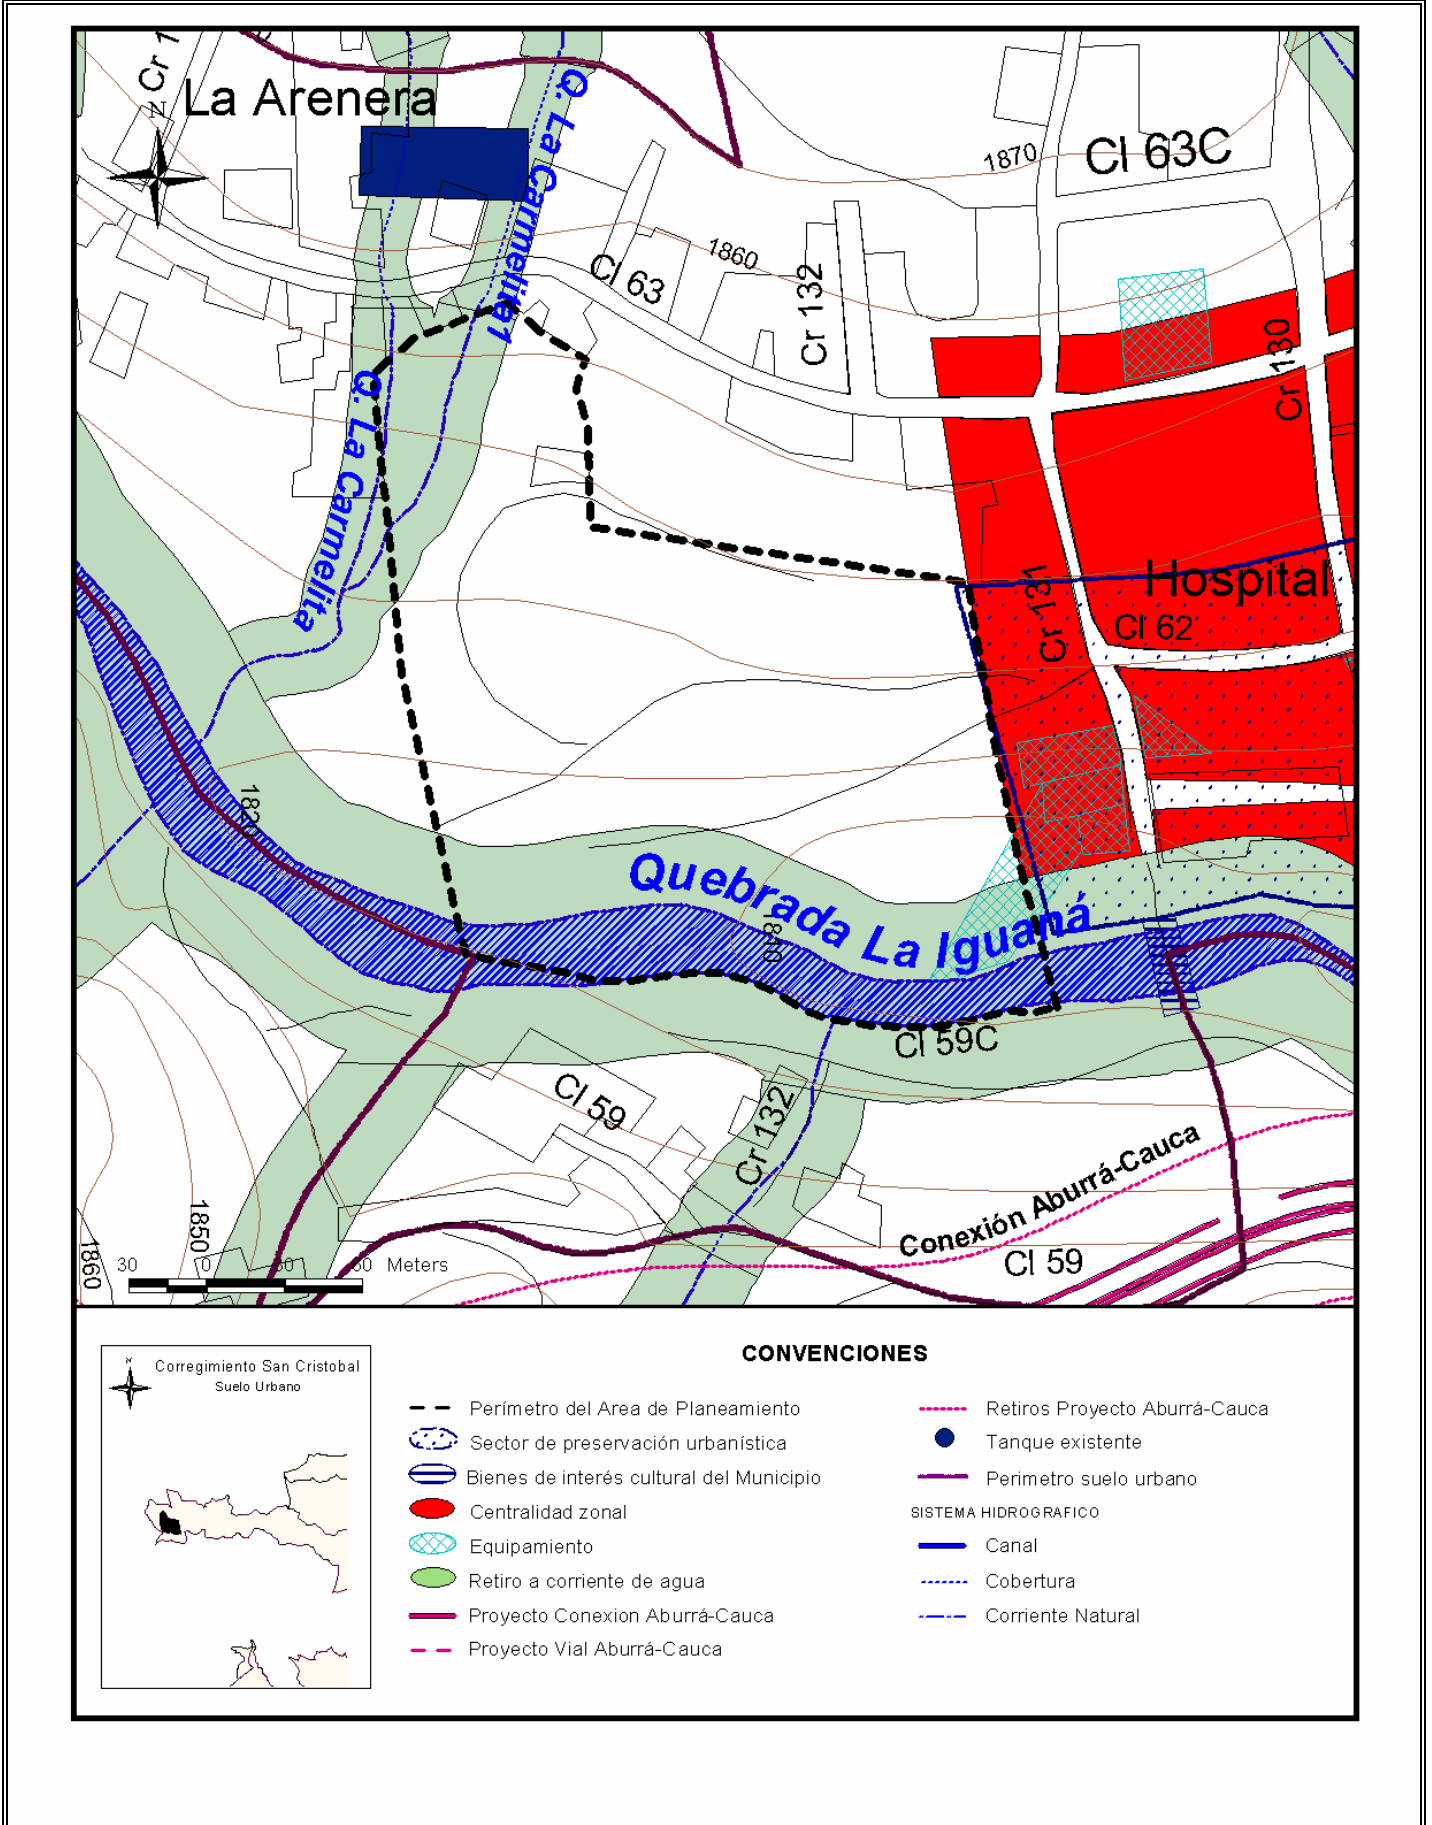 Cr 1
N
La Arenera
Q. La Carmelita1
Cl 63C
1870
1860
Cl 63
Cr 132
Cr 130
Q. La Carmelita
Hospital
Cr 131
Cl 62
1820
Quebrada La Iguaná
1810
Cl 59C
Cl 59
Cr 132
Conexión Aburrá-Cauca
Cl 59
1850
1860
30 0 30 60 Meters
CONVENCIONES
N
Corregimiento San Cristobal
Suelo Urbano
Perímetro del Area de Planeamiento
Sector de preservación urbanística
Bienes de interés cultural del Municipio
Centralidad zonal
Equipamiento
Retiro a corriente de agua
Proyecto Conexion Aburrá-Cauca
Proyecto Vial Aburrá-Cauca
Retiros Proyecto Aburrá-Cauca
Tanque existente
Perimetro suelo urbano
SISTEMA HIDROGRAFICO
Canal
Cobertura
Corriente Natural